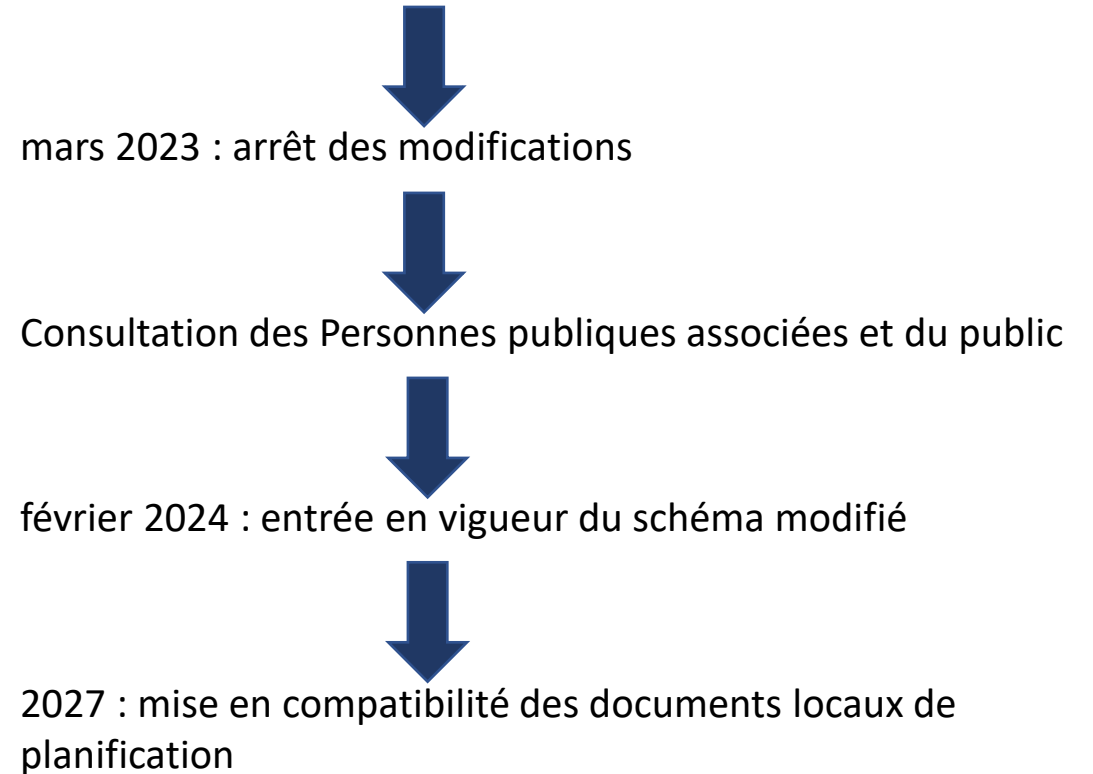 mars 2023 : arrêt des modifications
Consultation des Personnes publiques associées et du public
février 2024 : entrée en vigueur du schéma modifié
2027 : mise en compatibilité des documents locaux de
planification